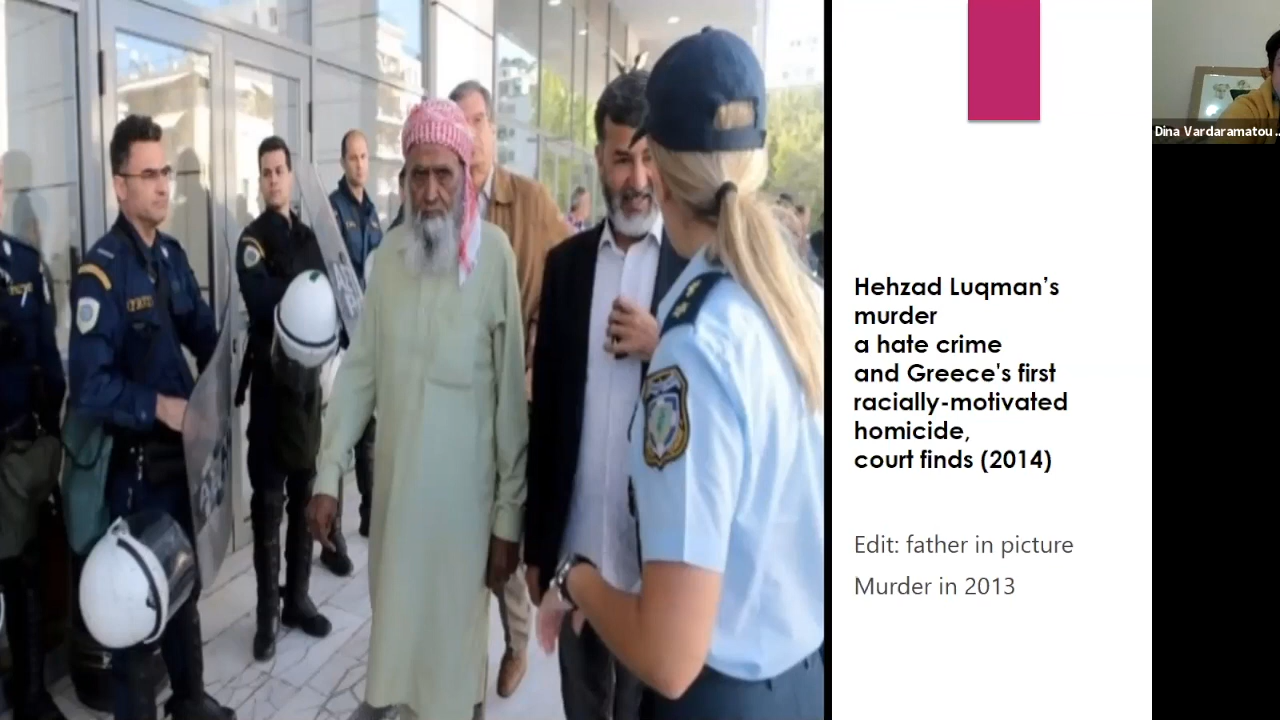 Dina Vardaramatou ..
Hehzad Luqman’s
murder
a hate crime
and Greece's first
racially-motivated
homicide,
court finds (2014)
Edit: father in picture
Murder in 2013